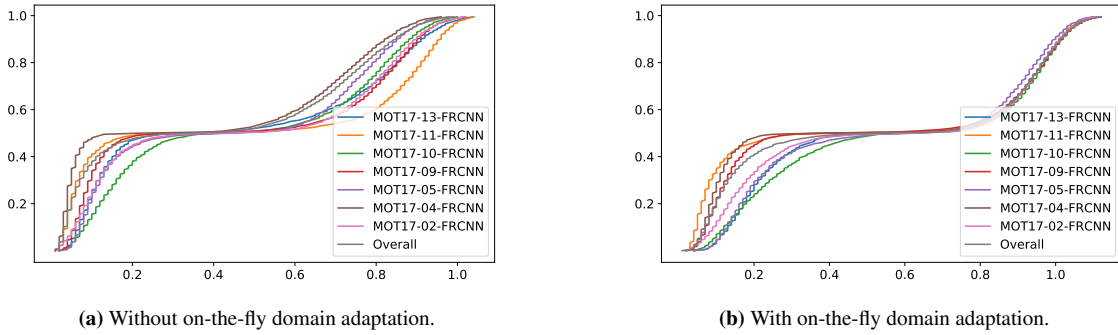 1.0
0.8
0.6
0.4
0.2
0.2 0.4 0.6 0.8 1.0
MOT17-13-FRCNN
MOT17-11-FRCNN
MOT17-10-FRCNN
MOT17-09-FRCNN
MOT17-05-FRCNN
MOT17-04-FRCNN
MOT17-02-FRCNN
Overall
(a) Without on-the-fly domain adaptation.
1.0
0.8
0.6
0.4
0.2
0.2 0.4 0.6 0.8 1.0
MOT17-13-FRCNN
MOT17-11-FRCNN
MOT17-10-FRCNN
MOT17-09-FRCNN
MOT17-05-FRCNN
MOT17-04-FRCNN
MOT17-02-FRCNN
Overall
(b) With on-the-fly domain adaptation.